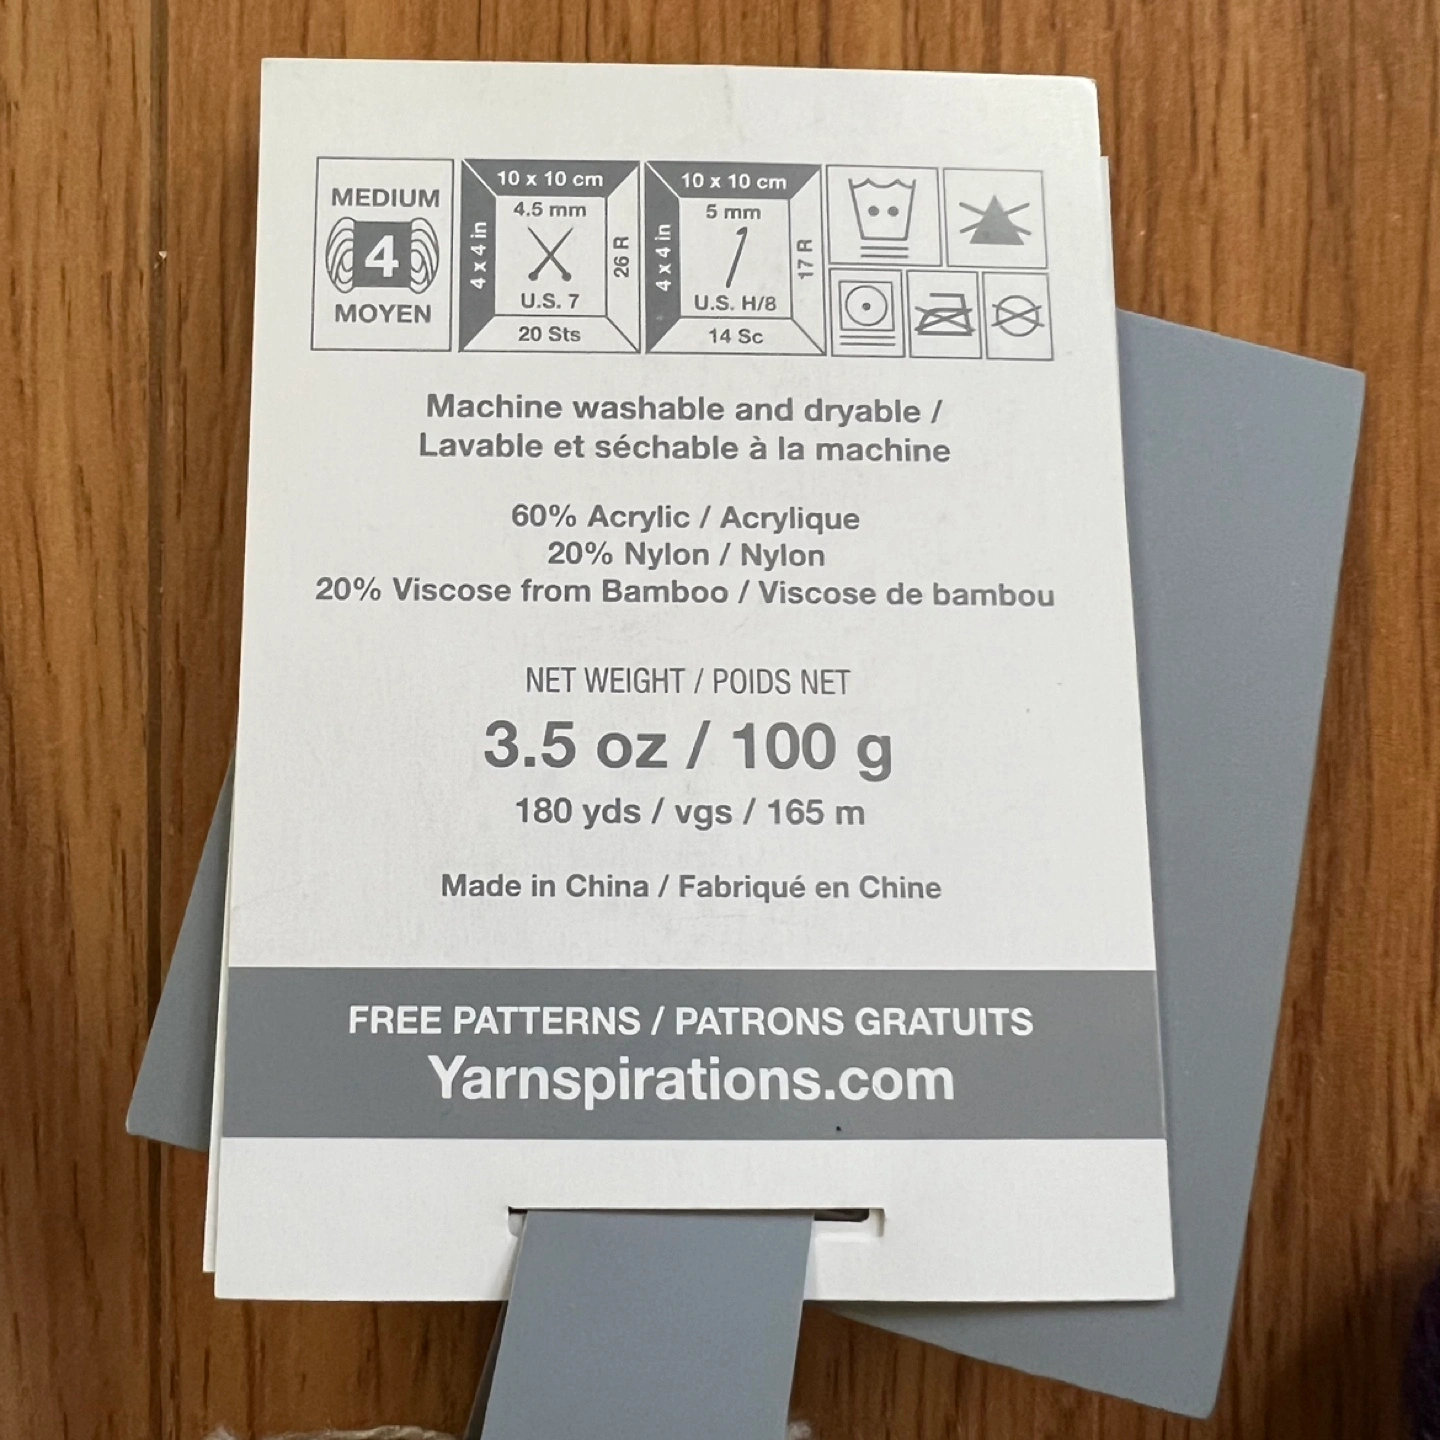 MEDIUM
4
MOYEN
10 x 10 cm
4 x 4 in
4.5 mm
26 R
U.S. 7
20 Sts
10 x 10 cm
4 x 4 in
5 mm
17 R
U.S. H/8
14 Sc
Machine washable and dryable /
Lavable et séchable à la machine
60% Acrylic / Acrylique
20% Nylon / Nylon
20% Viscose from Bamboo / Viscose de bambou
NET WEIGHT / POIDS NET
3.5 oz / 100 g
180 yds / vgs / 165 m
Made in China / Fabriqué en Chine
FREE PATTERNS / PATRONS GRATUITS
Yarnspirations.com